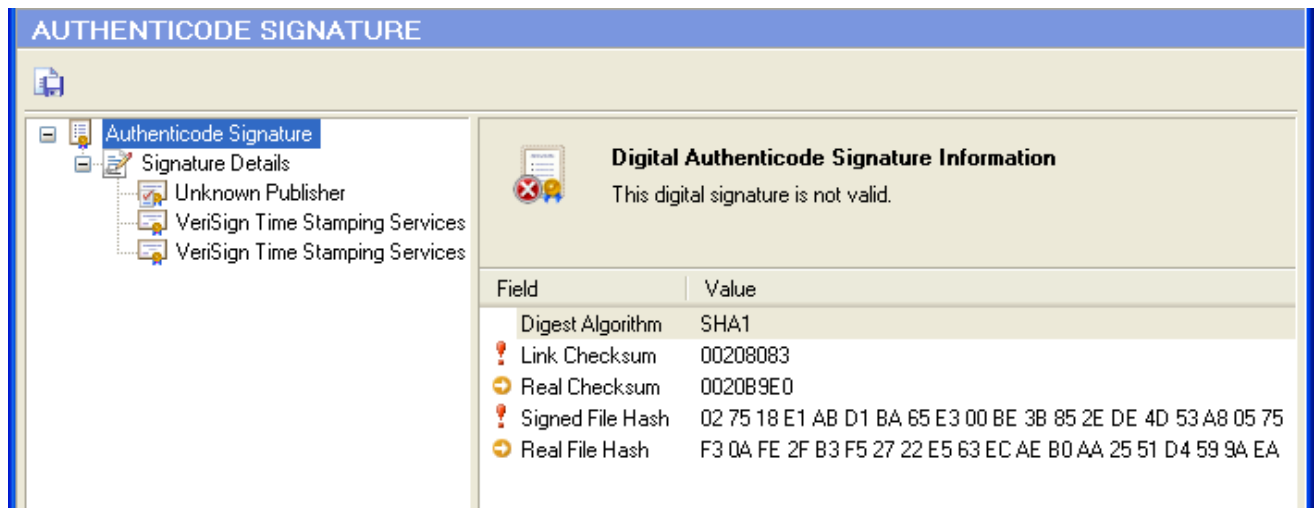 AUTHENTICODE SIGNATURE
Authenticode Signature
Signature Details
Unknown Publisher
VeriSign Time Stamping Services
VeriSign Time Stamping Services
Digital Authenticode Signature Information
This digital signature is not valid.
Field Value
Digest Algorithm SHA1
Link Checksum 00208083
Real Checksum 0020B9E0
Signed File Hash 02 75 18 E1 AB D1 BA 65 E3 00 BE 3B 85 2E DE 4D 53 A8 05 75
Real File Hash F3 0A FE 2F B3 F5 27 22 E5 63 EC AE B0 AA 25 51 D4 59 9A EA